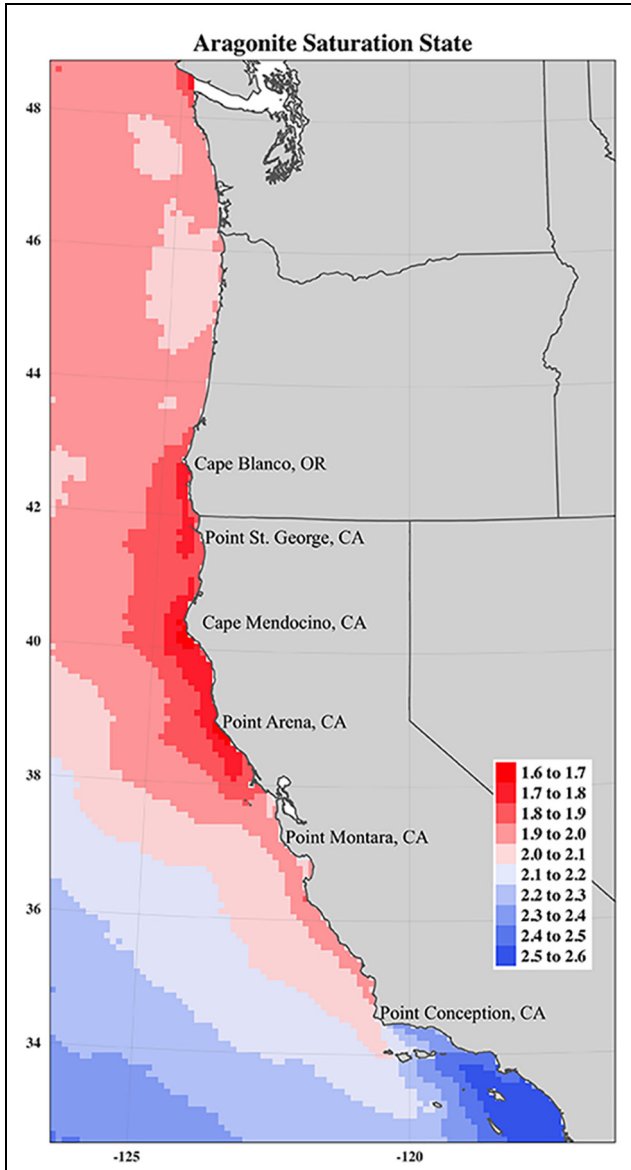 Aragonite Saturation State
48
46
44
Cape Blanco, OR
42
Point St. George, CA
Cape Mendocino, CA
40
Point Arena, CA
38
1.6 to 1.7
1.7 to 1.8
1.8 to 1.9
1.9 to 2.0
2.0 to 2.1
2.1 to 2.2
2.2 to 2.3
2.3 to 2.4
2.4 to 2.5
2.5 to 2.6
Point Montara, CA
36
Point Conception, CA
34
-125
-120